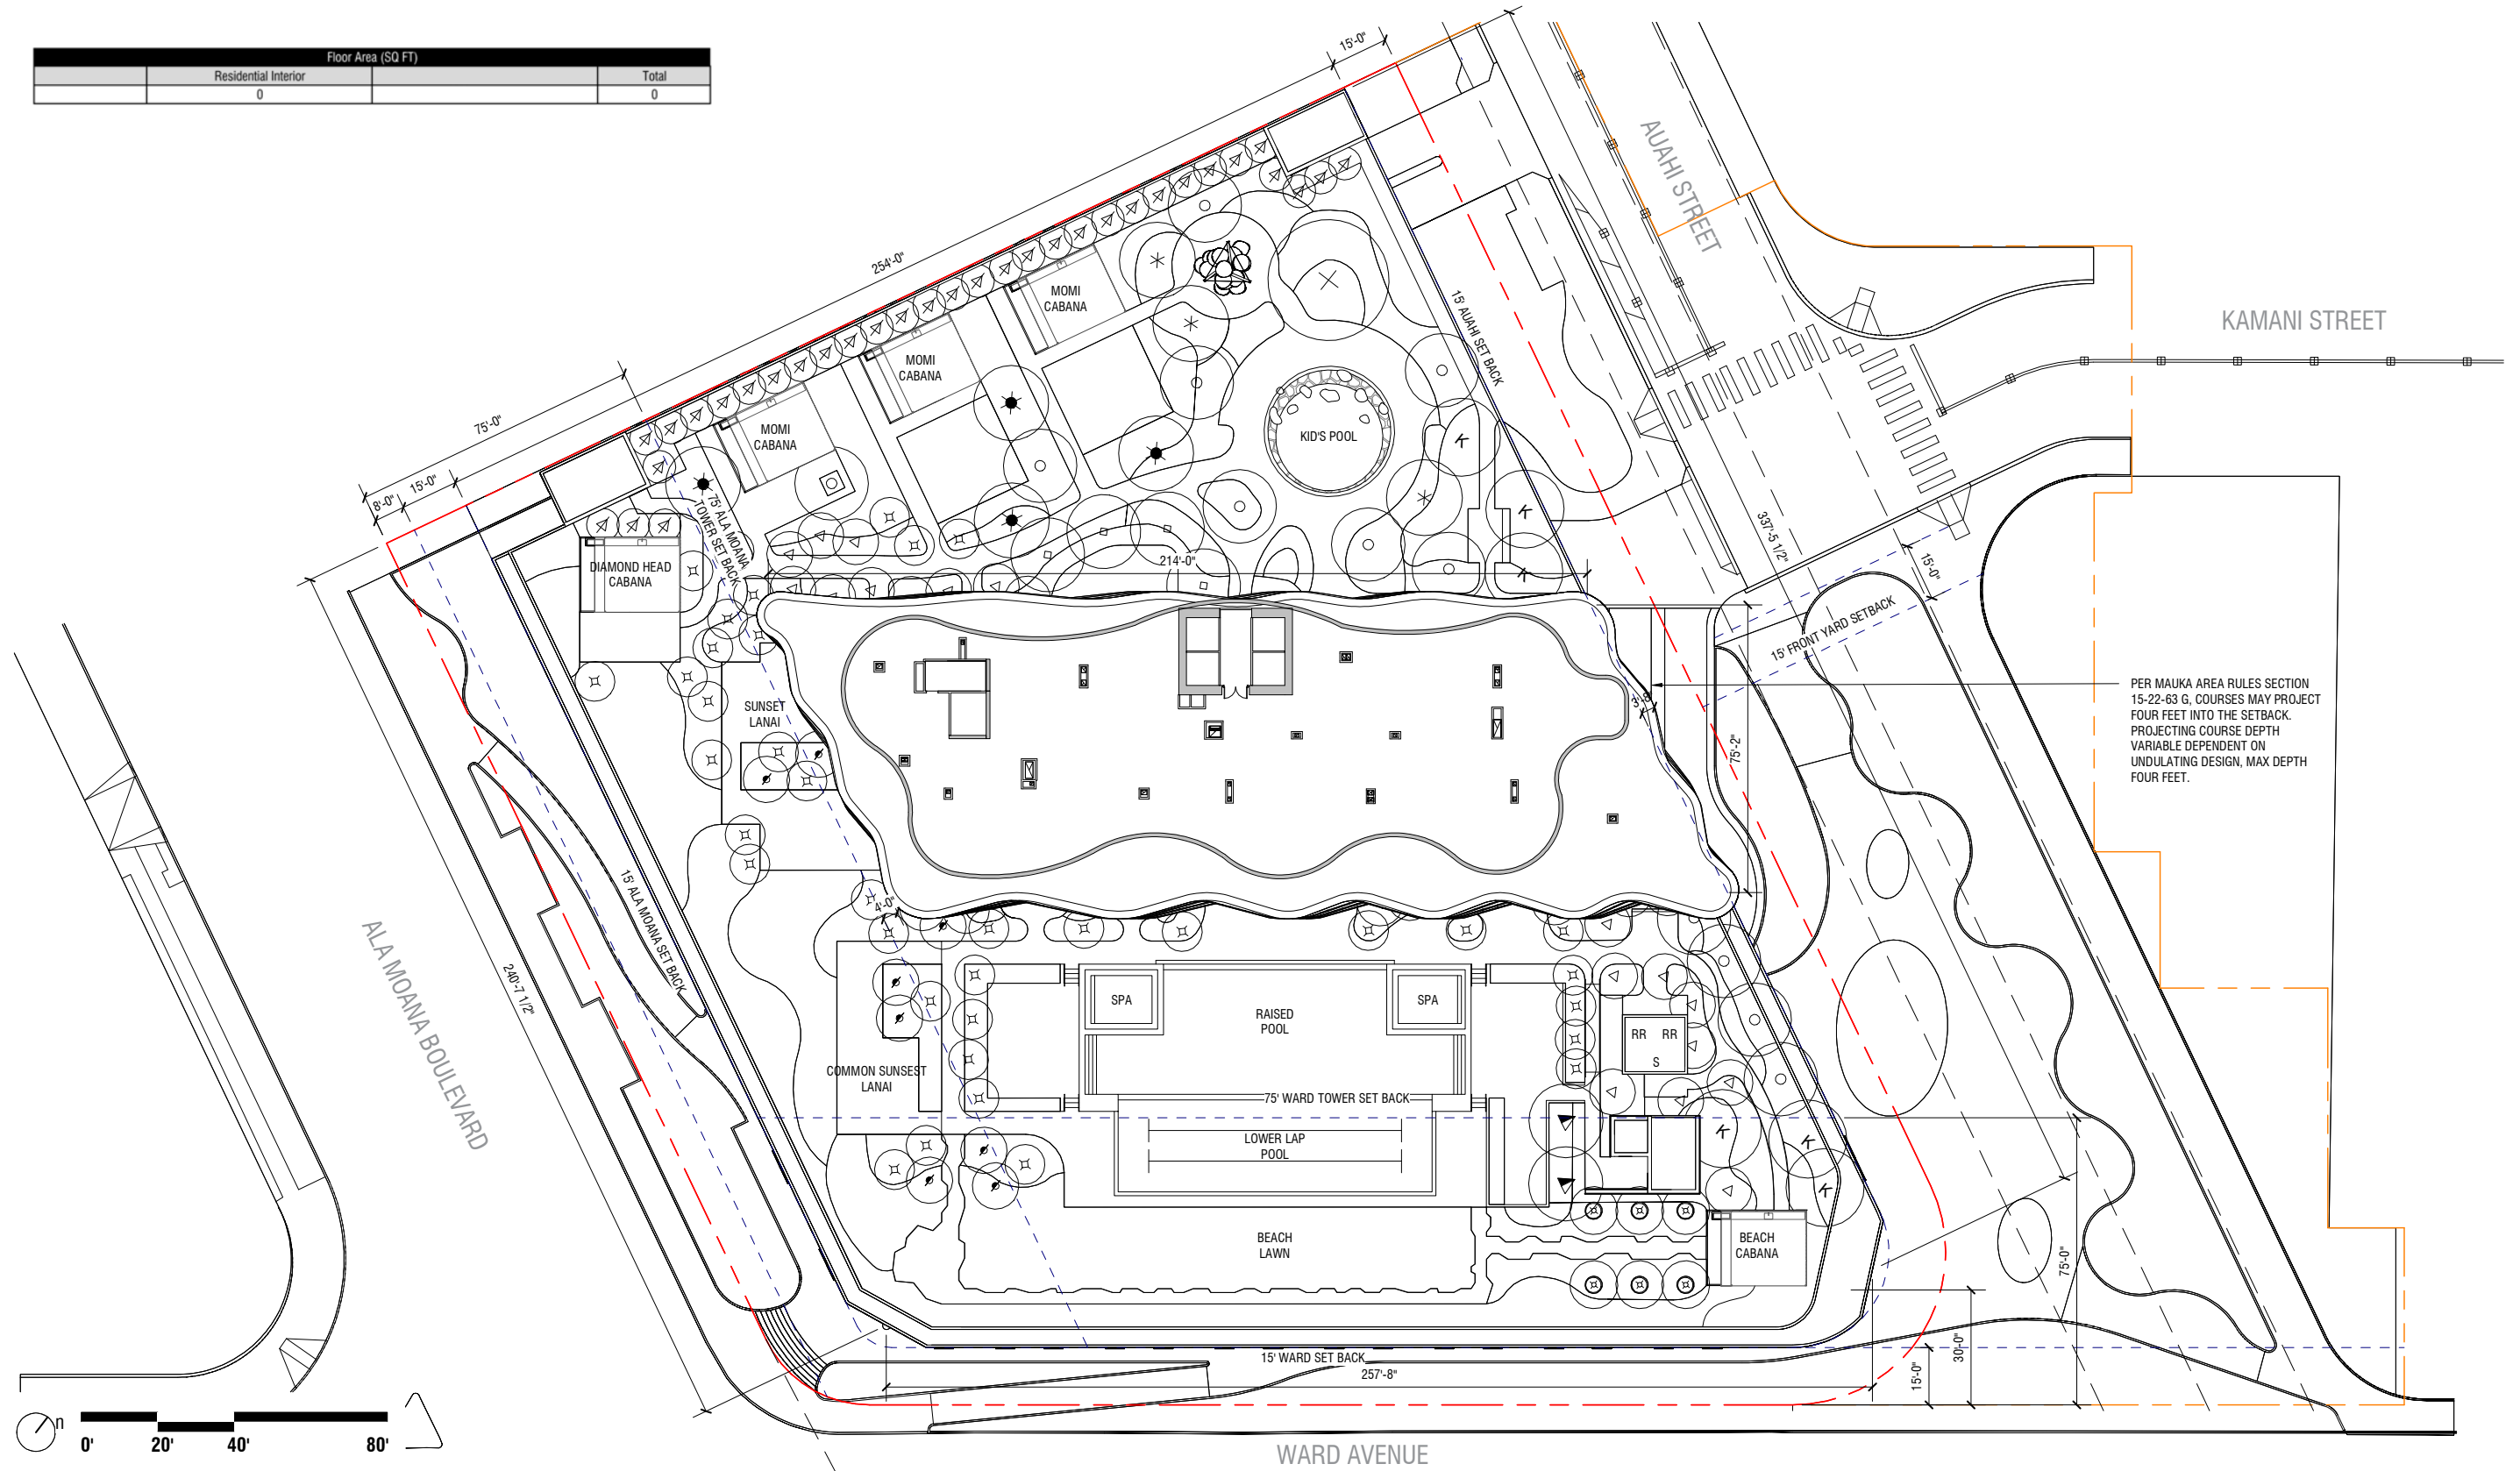 Floor Area (SQ FT)
Residential Interior Total
0 0
15'-0"
AUAHI STREET
254'-0"
MOMI
CABANA
15' AUAHI SET BACK
KAMANI STREET
MOMI
CABANA
75'-0"
MOMI
CABANA
KID'S POOL
8'-0"
15'-0"
75' ALA MOANA
TOWER SET BACK
337'-5 1/2"
15'-0"
DIAMOND HEAD
CABANA
214'-0"
15' FRONT YARD SETBACK
PER MAUKA AREA RULES SECTION
15-22-63 G, COURSES MAY PROJECT
FOUR FEET INTO THE SETBACK.
PROJECTING COURSE DEPTH
VARIABLE DEPENDENT ON
UNDULATING DESIGN, MAX DEPTH
FOUR FEET.
SUNSET
LANAI
75'-2"
15' ALA MOANA SET BACK
4'-0"
ALA MOANA BOULEVARD
240'-7 1/2"
SPA
RAISED
POOL
SPA
RR RR
S
COMMON SUNSEST
LANAI
75' WARD TOWER SET BACK
LOWER LAP
POOL
K
K
K
K
K
K
K
BEACH
LAWN
BEACH
CABANA
75'-0"
30'-0"
15'-0"
15' WARD SET BACK
257'-8"
n
0' 20' 40' 80'
WARD AVENUE